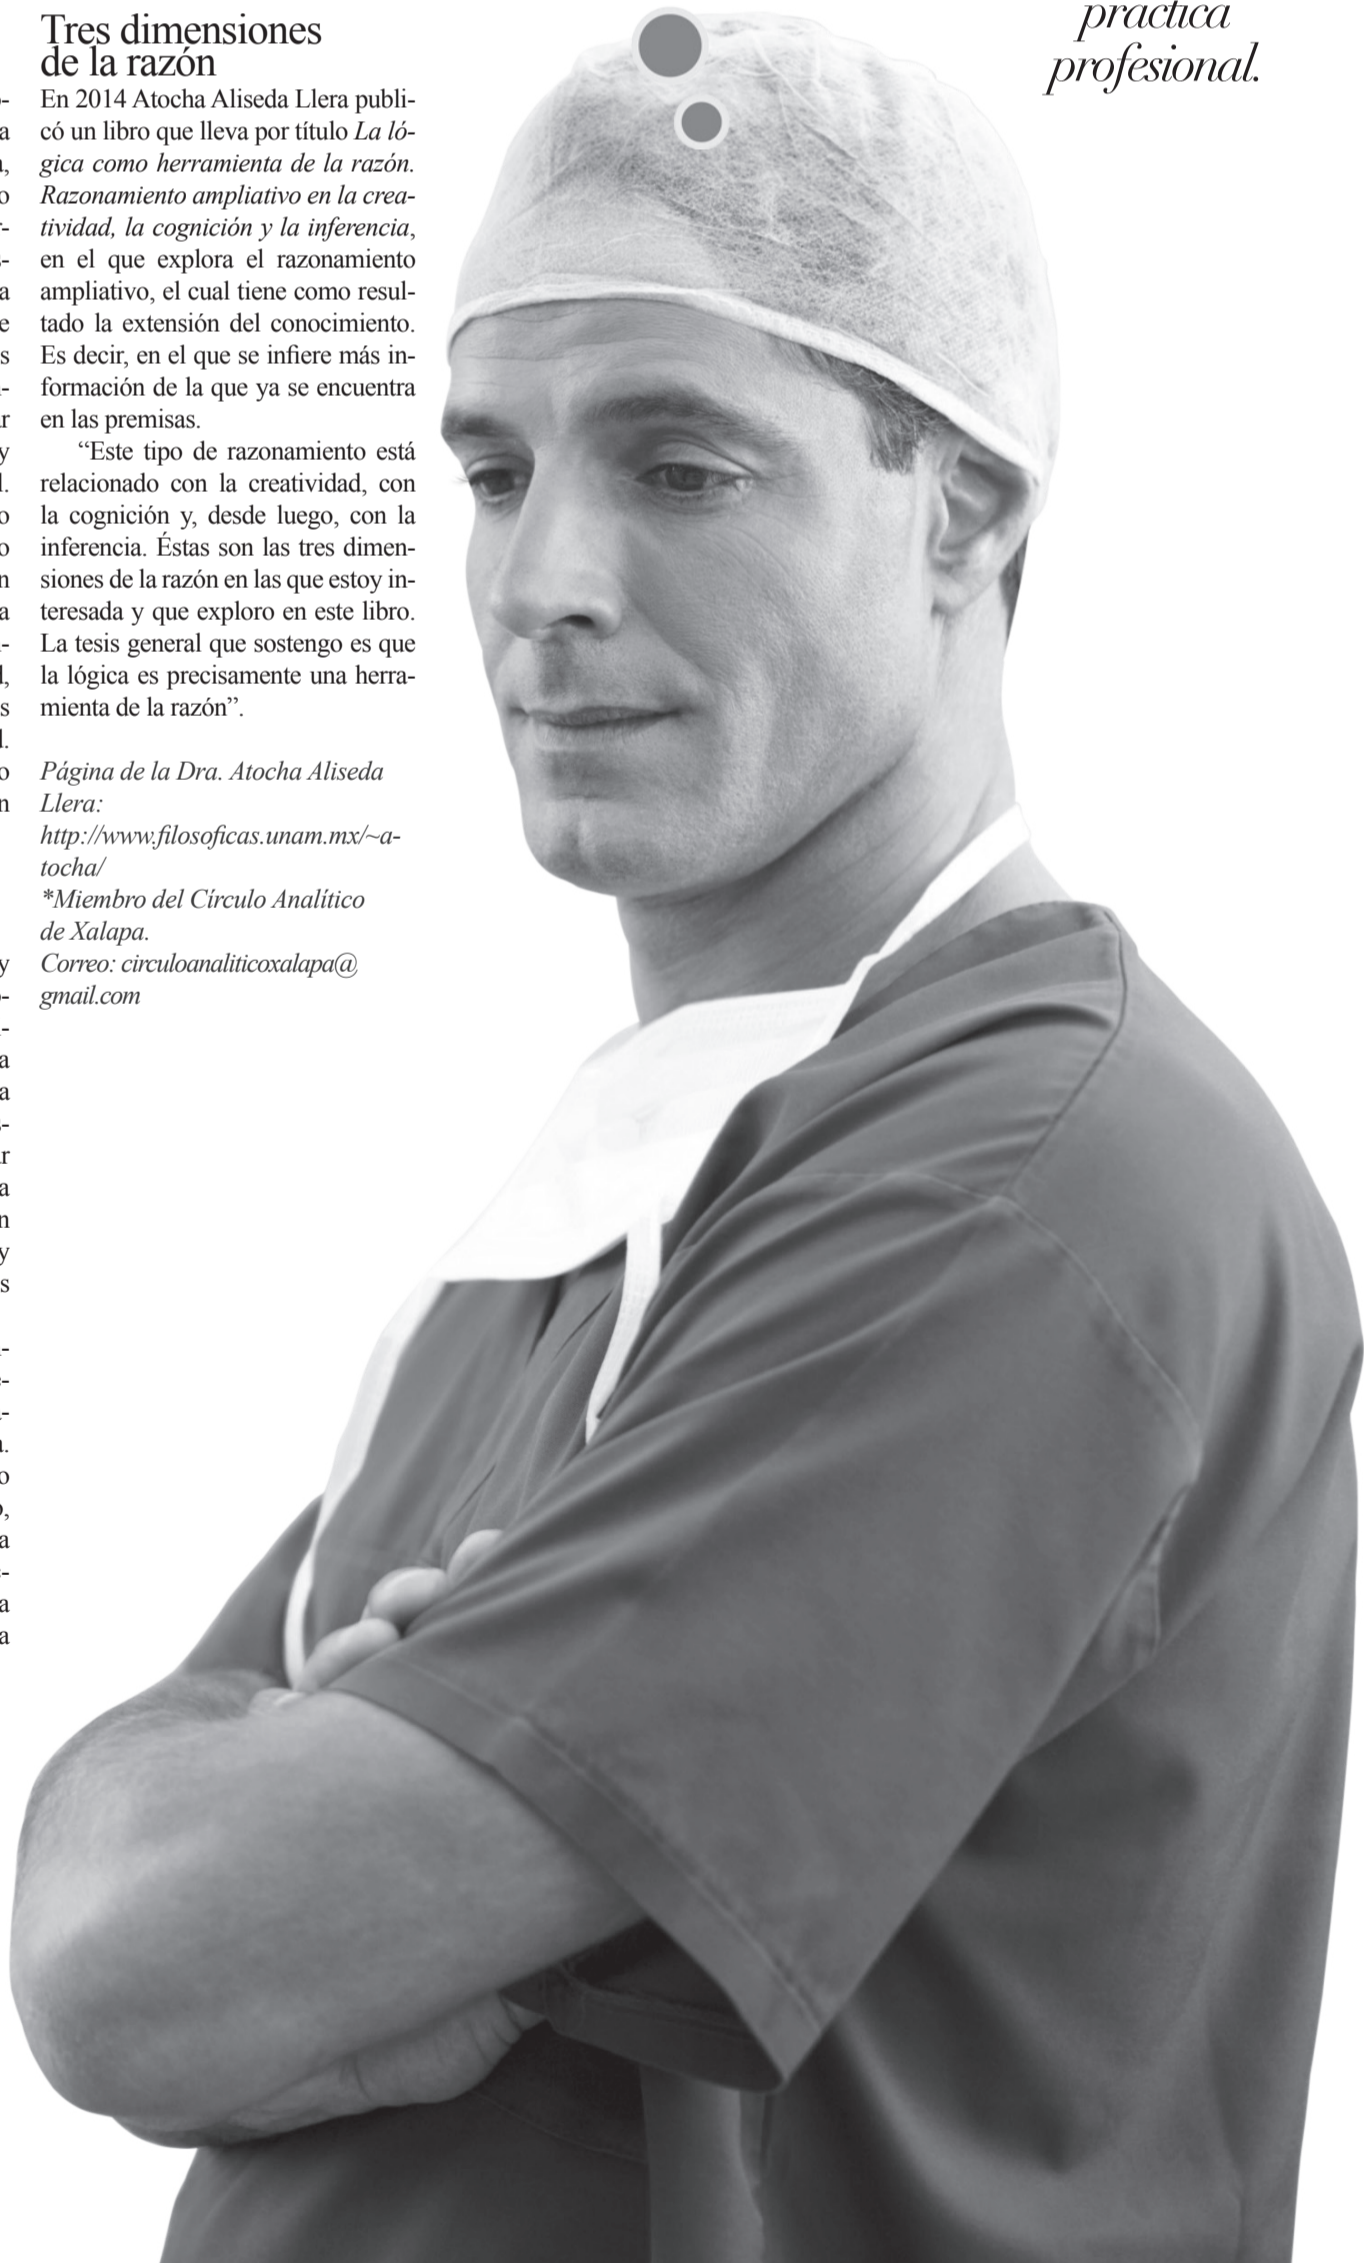 Tres dimensiones
de la razón
En 2014 Atocha Aliseda Llera publi-
có un libro que lleva por título La ló-
gica como herramienta de la razón.
Razonamiento ampliativo en la crea-
tividad, la cognición y la inferencia,
en el que explora el razonamiento
ampliativo, el cual tiene como resul-
tado la extensión del conocimiento.
Es decir, en el que se infiere más in-
formación de la que ya se encuentra
en las premisas.
“Este tipo de razonamiento está
relacionado con la creatividad, con
la cognición y, desde luego, con la
inferencia. Éstas son las tres dimen-
siones de la razón en las que estoy in-
teresada y que exploro en este libro.
La tesis general que sostengo es que
la lógica es precisamente una herra-
mienta de la razón”.
Página de la Dra. Atocha Aliseda
Llera:
http://www.filosoficas.unam.mx/~a-
tocha/
*Miembro del Círculo Analítico
de Xalapa.
Correo: circuloanaliticoxalapa@
gmail.com
práctica
profesional.